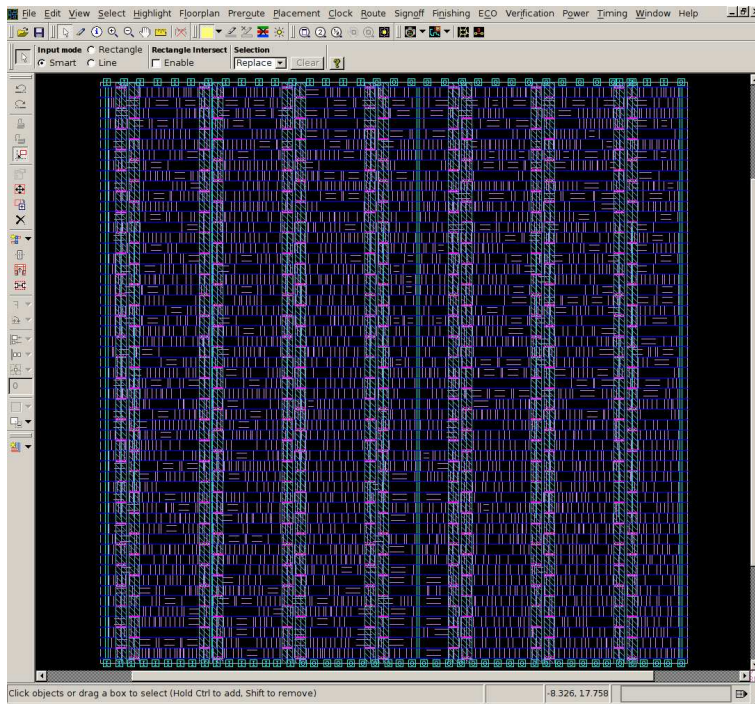 File Edit View Select Highlight Floorplan Preroute Placement Clock Route Signoff Finishing ECO Verification Power Timing Window Help
Input mode Rectangle Rectangle Intersect Selection
Smart Line Enable Replace Clear
0
Click objects or drag a box to select (Hold Ctrl to add, Shift to remove) -8.326, 17.758